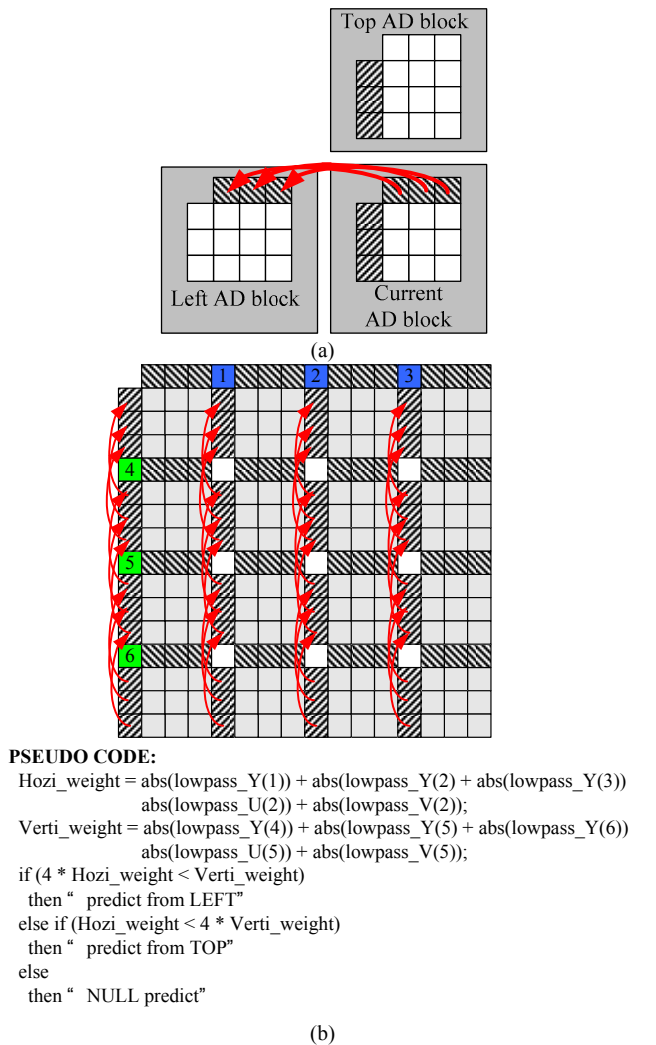 Top AD block
Left AD block
Current
AD block
(a)
1 2 3
4
5
6
PSEUDO CODE:
Hozi_weight = abs(lowpass_Y(1)) + abs(lowpass_Y(2) + abs(lowpass_Y(3))
abs(lowpass_U(2)) + abs(lowpass_V(2));
Verti_weight = abs(lowpass_Y(4)) + abs(lowpass_Y(5) + abs(lowpass_Y(6))
abs(lowpass_U(5)) + abs(lowpass_V(5));
if (4 * Hozi_weight < Verti_weight)
then “ predict from LEFT”
else if (Hozi_weight < 4 * Verti_weight)
then “ predict from TOP”
else
then “ NULL predict”
(b)